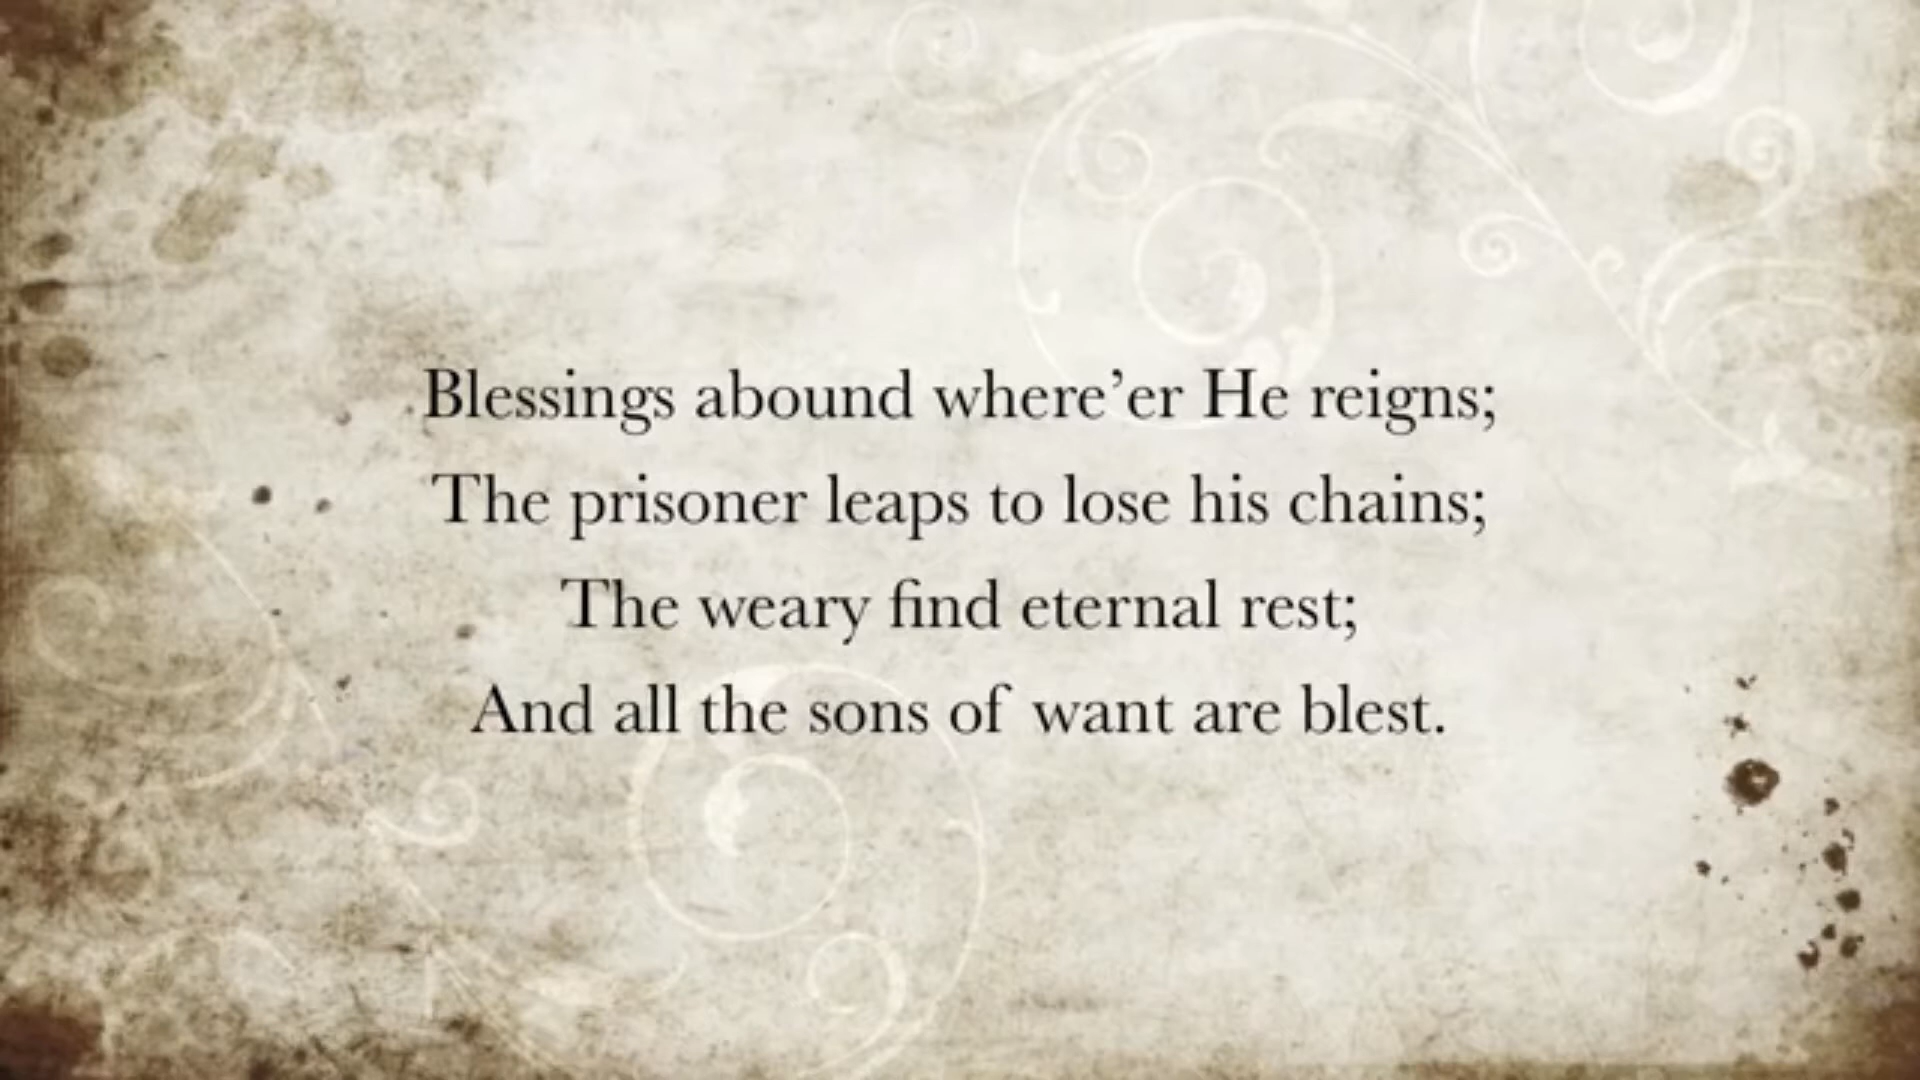 Blessings abound where’er He reigns;
The prisoner leaps to lose his chains;
The weary find eternal rest;
And all the sons of want are blest.